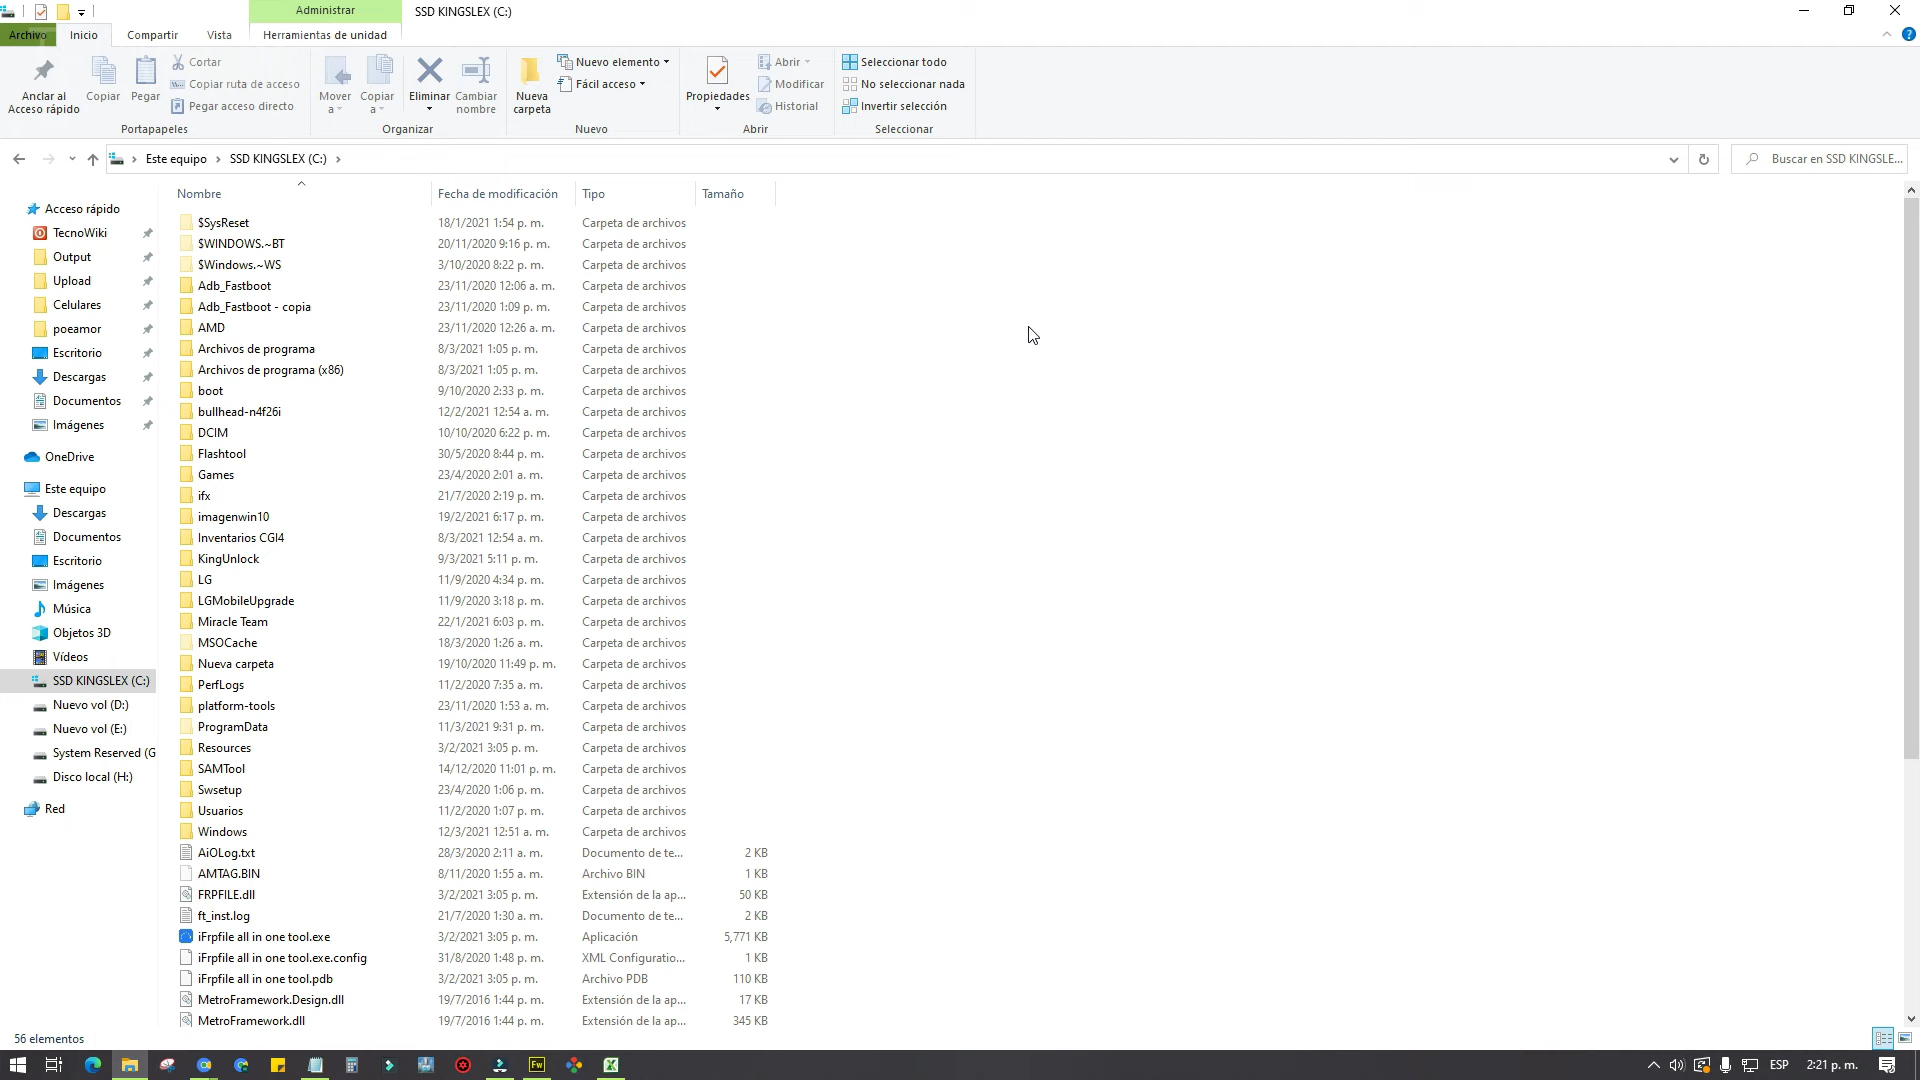 Administrar
SSD KINGSLEX (C:)
Archivo
Inicio
Compartir
Vista
Herramientas de unidad
Anclar al
Acceso rápido
Copiar
Pegar
Cortar
Copiar ruta de acceso
Pegar acceso directo
Portapapeles
Mover
a
Copiar
a
Eliminar
Cambiar
nombre
Organizar
Nueva
carpeta
Nuevo elemento
Fácil acceso
Nuevo
Propiedades
Abrir
Modificar
Historial
Abrir
Seleccionar todo
No seleccionar nada
Invertir selección
Seleccionar
Este equipo > SSD KINGSLEX (C:) >
Buscar en SSD KINGSLE...
Acceso rápido
TecnoWiki
Output
Upload
Celulares
poeamor
Escritorio
Descargas
Documentos
Imágenes
OneDrive
Este equipo
Descargas
Documentos
Escritorio
Imágenes
Música
Objetos 3D
Vídeos
SSD KINGSLEX (C:)
Nuevo vol (D:)
Nuevo vol (E:)
System Reserved (G
Disco local (H:)
Red
Nombre Fecha de modificación Tipo Tamaño
$SysReset 18/1/2021 1:54 p. m. Carpeta de archivos
$WINDOWS.~BT 20/11/2020 9:16 p. m. Carpeta de archivos
$Windows.~WS 3/10/2020 8:22 p. m. Carpeta de archivos
Adb_Fastboot 23/11/2020 12:06 a. m. Carpeta de archivos
Adb_Fastboot - copia 23/11/2020 1:09 p. m. Carpeta de archivos
AMD 23/11/2020 12:26 a. m. Carpeta de archivos
Archivos de programa 8/3/2021 1:05 p. m. Carpeta de archivos
Archivos de programa (x86) 8/3/2021 1:05 p. m. Carpeta de archivos
boot 9/10/2020 2:33 p. m. Carpeta de archivos
bullhead-n4f26i 12/2/2021 12:54 a. m. Carpeta de archivos
DCIM 10/10/2020 6:22 p. m. Carpeta de archivos
Flashtool 30/5/2020 8:44 p. m. Carpeta de archivos
Games 23/4/2020 2:01 a. m. Carpeta de archivos
ifx 21/7/2020 2:19 p. m. Carpeta de archivos
imagenwin10 19/2/2021 6:17 p. m. Carpeta de archivos
Inventarios CGI4 8/3/2021 12:54 a. m. Carpeta de archivos
KingUnlock 9/3/2021 5:11 p. m. Carpeta de archivos
LG 11/9/2020 4:34 p. m. Carpeta de archivos
LGMobileUpgrade 11/9/2020 3:18 p. m. Carpeta de archivos
Miracle Team 22/1/2021 6:03 p. m. Carpeta de archivos
MSOCache 18/3/2020 1:26 a. m. Carpeta de archivos
Nueva carpeta 19/10/2020 11:49 p. m. Carpeta de archivos
PerfLogs 11/2/2020 7:35 a. m. Carpeta de archivos
platform-tools 23/11/2020 1:53 a. m. Carpeta de archivos
ProgramData 11/3/2021 9:31 p. m. Carpeta de archivos
Resources 3/2/2021 3:05 p. m. Carpeta de archivos
SAMTool 14/12/2020 11:01 p. m. Carpeta de archivos
Swsetup 23/4/2020 1:06 p. m. Carpeta de archivos
Usuarios 11/2/2020 1:07 p. m. Carpeta de archivos
Windows 12/3/2021 12:51 a. m. Carpeta de archivos
AiOLog.txt 28/3/2020 2:11 a. m. Documento de te... 2 KB
AMTAG.BIN 8/11/2020 1:55 a. m. Archivo BIN 1 KB
FRPFILE.dll 3/2/2021 3:05 p. m. Extensión de la ap... 50 KB
ft_inst.log 21/7/2020 1:30 a. m. Documento de te... 2 KB
iFrpfile all in one tool.exe 3/2/2021 3:05 p. m. Aplicación 5,771 KB
iFrpfile all in one tool.exe.config 31/8/2020 1:48 p. m. XML Configuratio... 1 KB
iFrpfile all in one tool.pdb 3/2/2021 3:05 p. m. Archivo PDB 110 KB
MetroFramework.Design.dll 19/7/2016 1:44 p. m. Extensión de la ap... 17 KB
MetroFramework.dll 19/7/2016 1:44 p. m. Extensión de la ap... 345 KB
56 elementos
Fw
ESP
2:21 p. m.